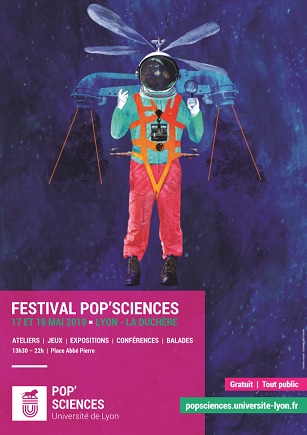 FESTIVAL POP'SCIENCES
17 ET 18 MAI 2019 ▪ LYON - LA DUCHÈRE
ATELIERS | JEUX | EXPOSITIONS | CONFÉRENCES | BALADES
13h30 – 22h | Place Abbé Pierre
Gratuit | Tout public
popsciences.universite-lyon.fr
POP'
SCIENCES
Université de Lyon